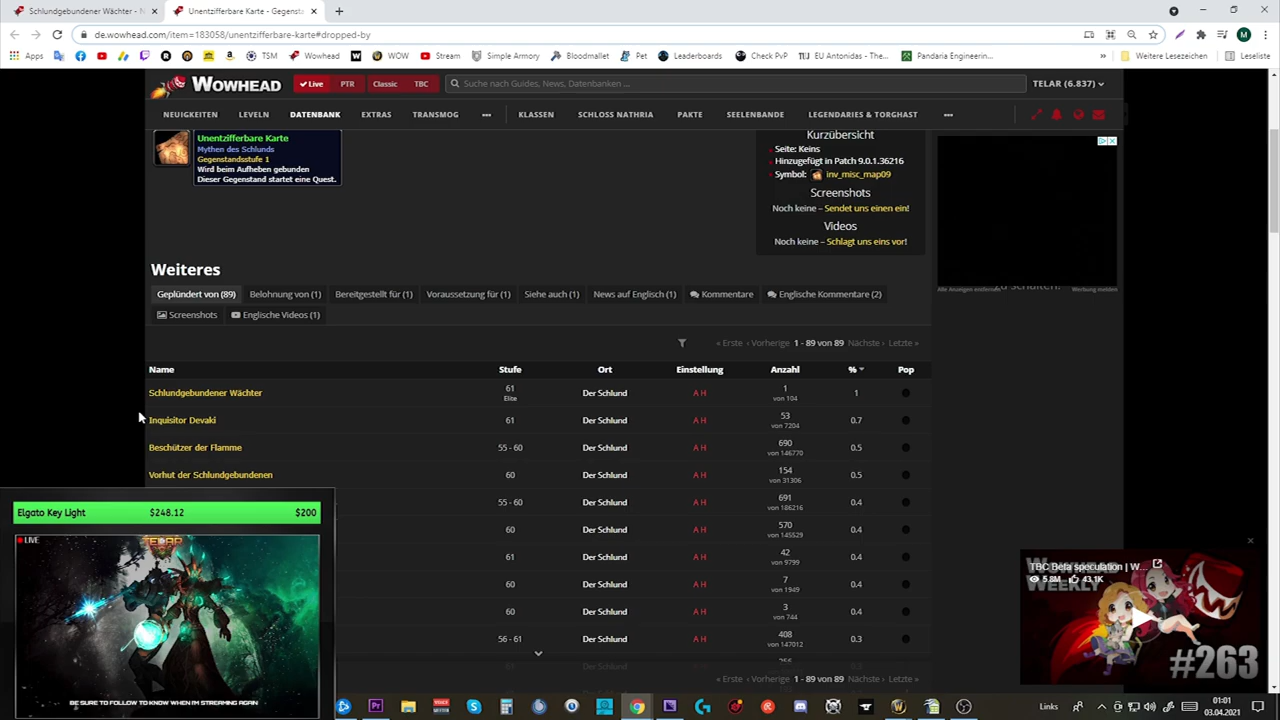 Schlundgebundener Wächter - N
Unentzifferbare Karte - Gegensta
de.wowhead.com/item=183058/unentzifferbare-karte#dropped-by
Apps
TSM
Wowhead
WOW
Stream
Simple Armory
Bloodmallet
Pet
Leaderboards
Check PvP
EU Antonidas - The...
Pandaria Engineerin...
Weitere Lesezeichen
Leseliste
WOWHEAD
Live
PTR
Classic
TBC
Suche nach Guides, News, Datenbanken ...
TELAR (6.837)
NEUIGKEITEN
LEVELN
DATENBANK
EXTRAS
TRANSMOG
KLASSEN
SCHLOSS NATHRIA
PAKTE
SEELENBANDE
LEGENDARIES & TORGHAST
Unentzifferbare Karte
Mythen des Schlunds
Gegenstandsstufe 1
Wird beim Aufheben gebunden
Dieser Gegenstand startet eine Quest.
Kurzübersicht
Seite: Keins
Hinzugefügt in Patch 9.0.1.36216
Symbol: inv_misc_map09
Screenshots
Noch keine – Sendet uns einen ein!
Videos
Noch keine – Schlagt uns eins vor!
Alle Anzeigen entfernen
Werbung melden
Weiteres
Geplündert von (89)
Belohnung von (1)
Bereitgestellt für (1)
Voraussetzung für (1)
Siehe auch (1)
News auf Englisch (1)
Kommentare
Englische Kommentare (2)
Screenshots
Englische Videos (1)
« Erste ‹ Vorherige 1 - 89 von 89 Nächste › Letzte »
Name Stufe Ort Einstellung Anzahl % Pop
Schlundgebundener Wächter 61 Elite Der Schlund A H 1 von 104 1
Inquisitor Devaki 61 Der Schlund A H 53 von 7204 0.7
Beschützer der Flamme 55 - 60 Der Schlund A H 690 von 146770 0.5
Vorhut der Schlundgebundenen 60 Der Schlund A H 154 von 31306 0.5
55 - 60 Der Schlund A H 691 von 186216 0.4
60 Der Schlund A H 570 von 145529 0.4
61 Der Schlund A H 42 von 9799 0.4
60 Der Schlund A H 7 von 1949 0.4
60 Der Schlund A H 3 von 744 0.4
56 - 61 Der Schlund A H 408 von 147012 0.3
« Erste ‹ Vorherige 1 - 89 von 89 Nächste › Letzte »
Elgato Key Light $248.12 $200
LIVE
TELAR
BE SURE TO FOLLOW TO KNOW WHEN I'M STREAMING AGAIN
TBC Beta speculation | W...
5.8M 43.1K
WOWHEAD
WEEKLY
#263
Links
01:01
03.04.2021